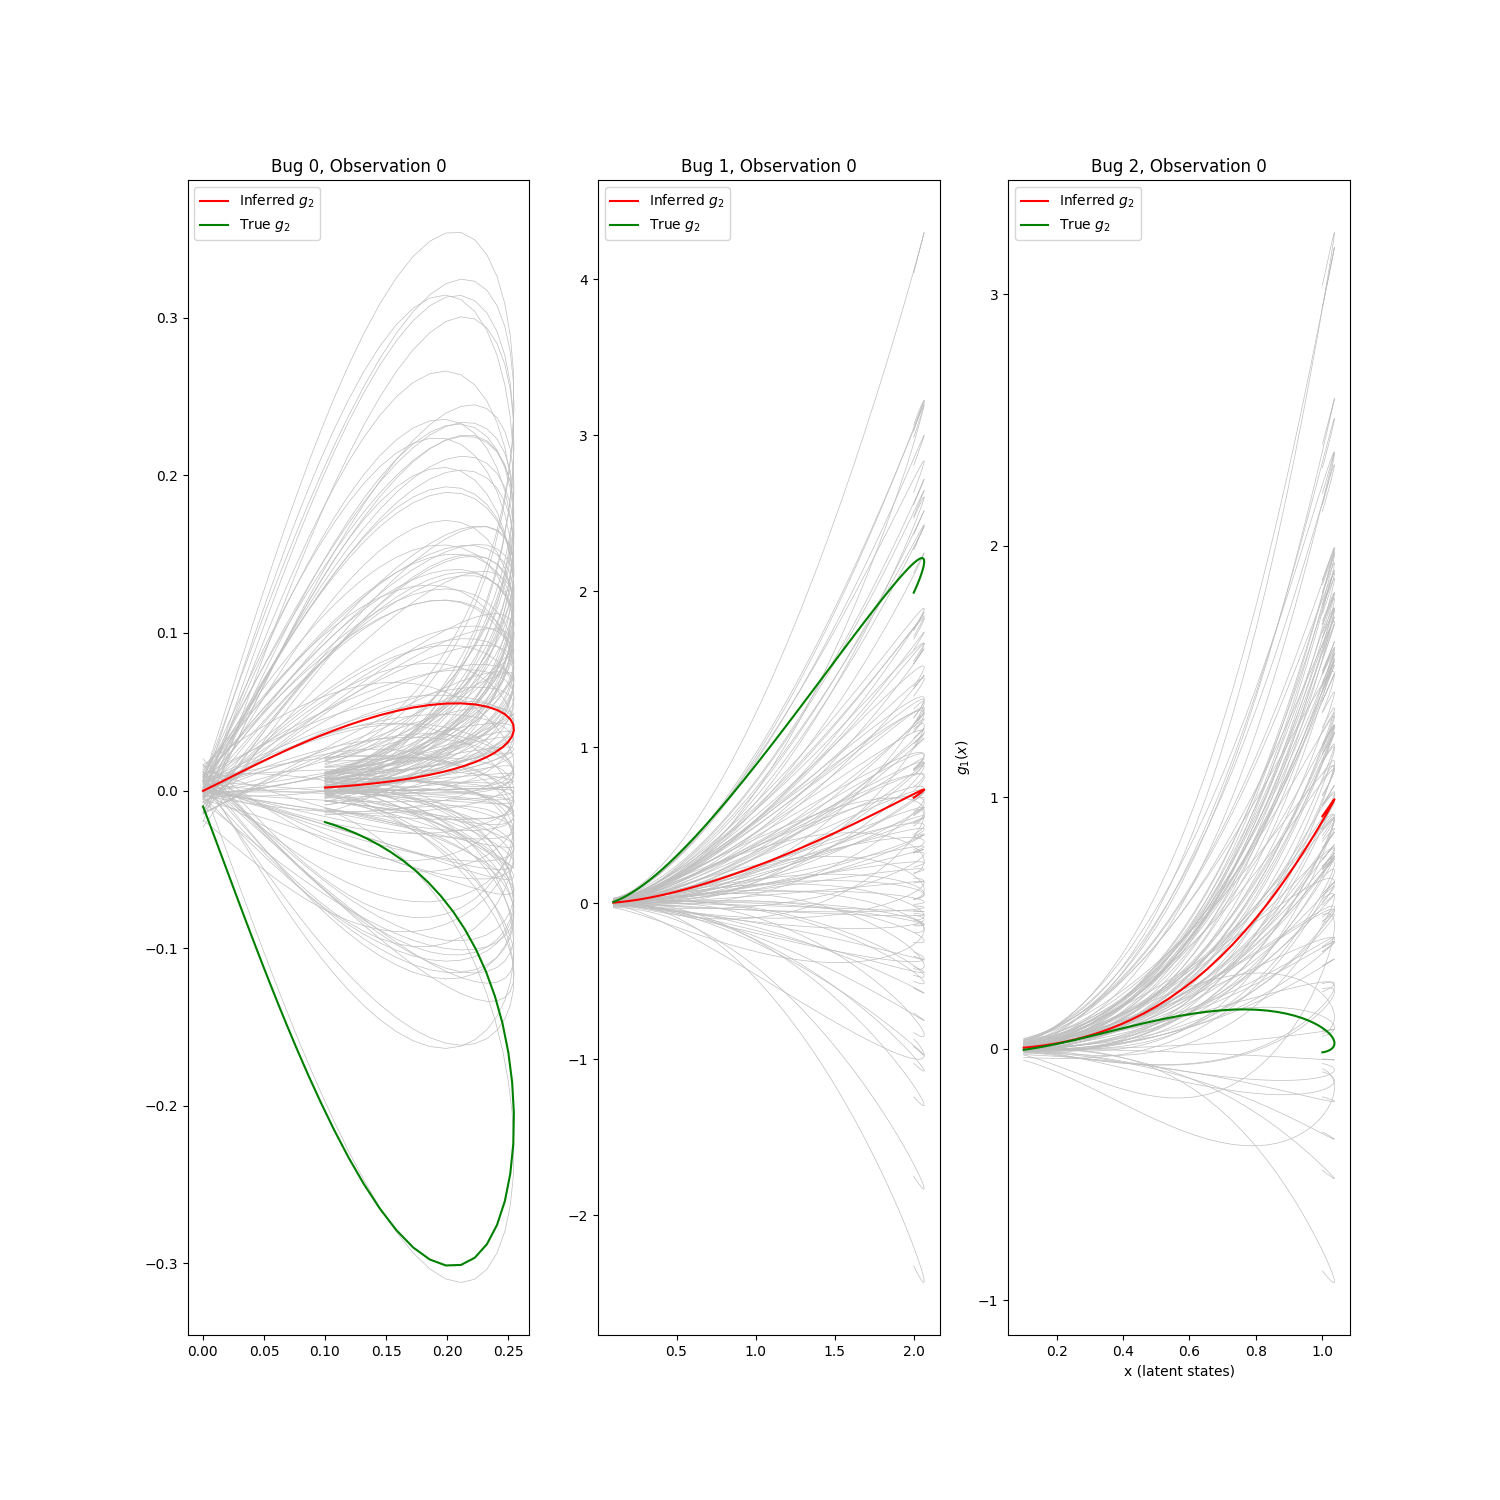 Bug 0, Observation 0
Inferred g₂
True g₂
0.3
0.2
0.1
0.0
−0.1
−0.2
−0.3
0.00 0.05 0.10 0.15 0.20 0.25
Bug 1, Observation 0
Inferred g₂
True g₂
4
3
2
1
0
−1
−2
0.5 1.0 1.5 2.0
Bug 2, Observation 0
Inferred g₂
True g₂
g₁(x)
3
2
1
0
−1
0.2 0.4 0.6 0.8 1.0
x (latent states)